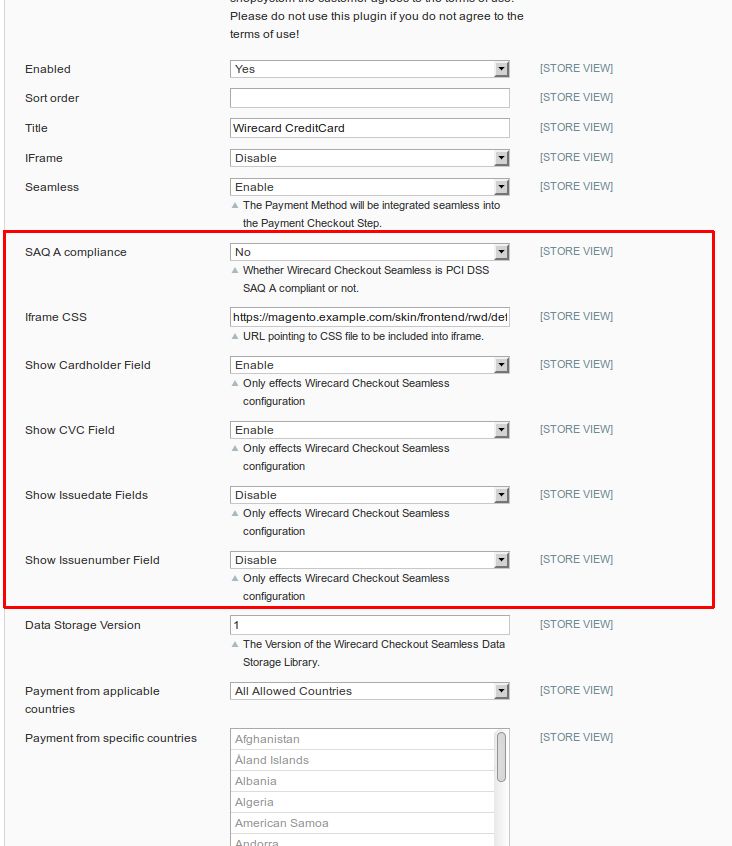 shopsystem the customer agrees to the terms of use.
Please do not use this plugin if you do not agree to the
terms of use!
Enabled Yes [STORE VIEW]
Sort order [STORE VIEW]
Title Wirecard CreditCard [STORE VIEW]
IFrame Disable [STORE VIEW]
Seamless Enable [STORE VIEW]
The Payment Method will be integrated seamless into
the Payment Checkout Step.
SAQ A compliance No [STORE VIEW]
Whether Wirecard Checkout Seamless is PCI DSS
SAQ A compliant or not.
Iframe CSS https://magento.example.com/skin/frontend/rwd/def [STORE VIEW]
URL pointing to CSS file to be included into iframe.
Show Cardholder Field Enable [STORE VIEW]
Only effects Wirecard Checkout Seamless
configuration
Show CVC Field Enable [STORE VIEW]
Only effects Wirecard Checkout Seamless
configuration
Show Issuedate Fields Disable [STORE VIEW]
Only effects Wirecard Checkout Seamless
configuration
Show Issuenumber Field Disable [STORE VIEW]
Only effects Wirecard Checkout Seamless
configuration
Data Storage Version 1 [STORE VIEW]
The Version of the Wirecard Checkout Seamless Data
Storage Library.
Payment from applicable All Allowed Countries [STORE VIEW]
countries
Payment from specific countries [STORE VIEW]
Afghanistan
Åland Islands
Albania
Algeria
American Samoa
Andorra